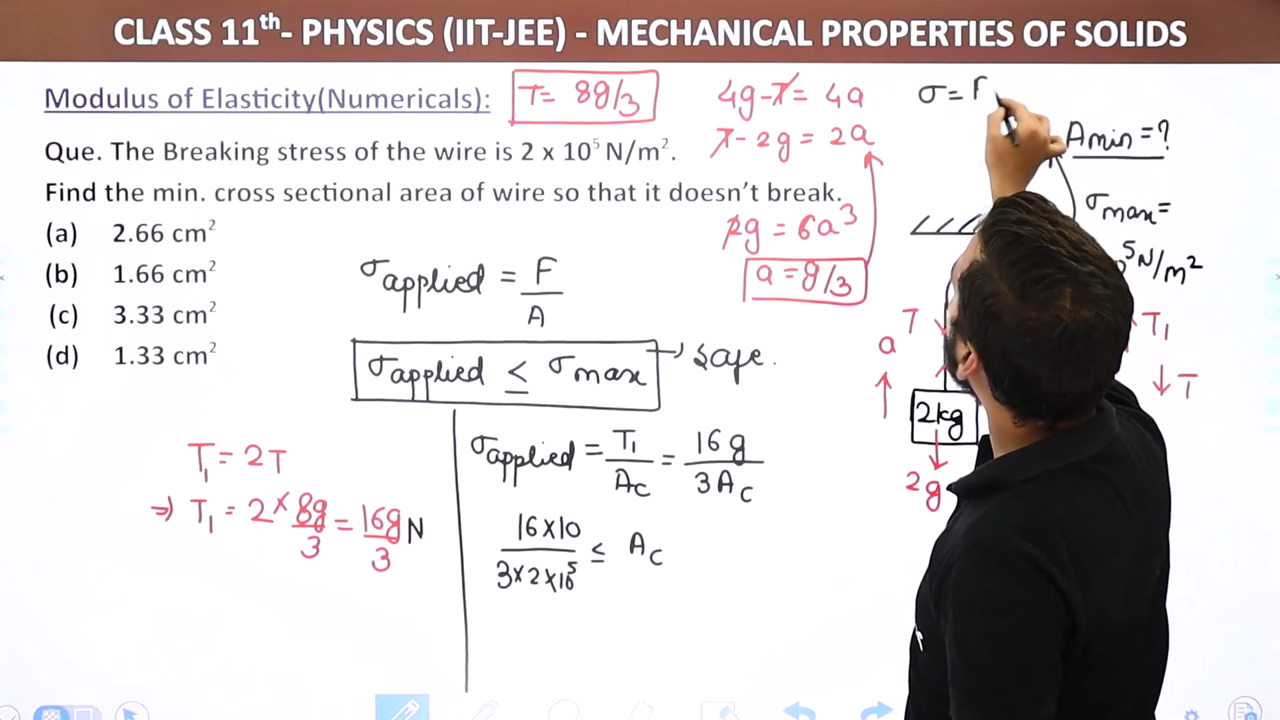 CLASS 11th- PHYSICS (IIT-JEE) - MECHANICAL PROPERTIES OF SOLIDS
Modulus of Elasticity(Numericals):
T = 8g/3
4g - T = 4a
T - 2g = 2a
2g = 6a 3
a = g/3
Que. The Breaking stress of the wire is 2 x 10⁵ N/m².
Find the min. cross sectional area of wire so that it doesn't break.
(a) 2.66 cm²
(b) 1.66 cm²
(c) 3.33 cm²
(d) 1.33 cm²
σapplied = F/A
σapplied ≤ σmax → safe.
T₁ = 2T
⇒ T₁ = 2 × 8g/3 = 16g/3 N
σapplied = T₁/Ac = 16g/3Ac
16×10/3×2×10⁵ ≤ Ac
σ = F
Amin = ?
σmax =
⁵N/m²
T
a
T₁
T
2kg
2g